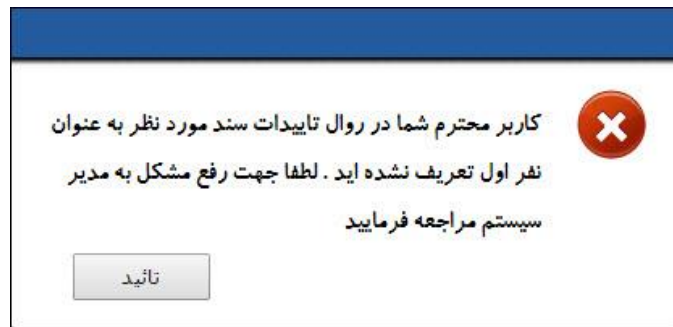 کاربر محترم شما در روال تاییدات سند مورد نظر به عنوان
نفر اول تعریف نشده اید . لطفا جهت رفع مشکل به مدیر
سیستم مراجعه فرمایید
تائید